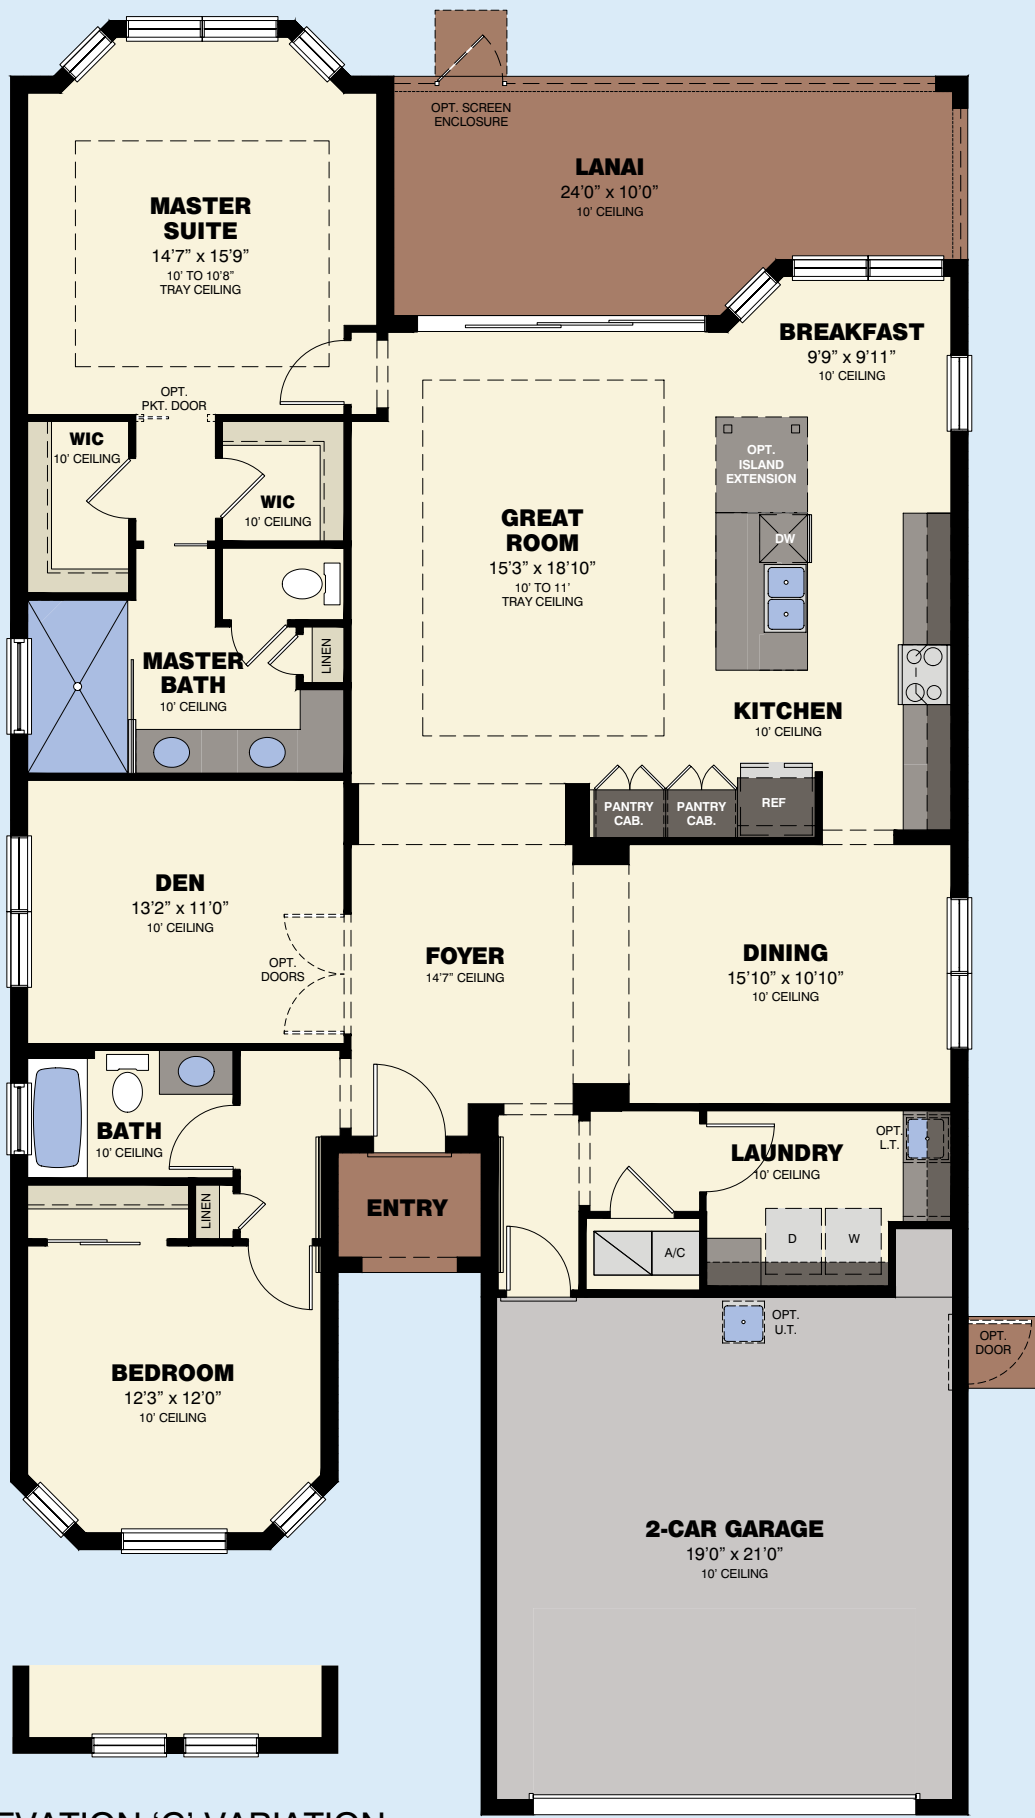 OPT. SCREEN
ENCLOSURE
LANAI
24'0" x 10'0"
10' CEILING
MASTER
SUITE
14'7" x 15'9"
10' TO 10'8"
TRAY CEILING
BREAKFAST
9'9" x 9'11"
10' CEILING
OPT.
PKT. DOOR
WIC
10' CEILING
WIC
10' CEILING
OPT.
ISLAND
EXTENSION
DW
GREAT
ROOM
15'3" x 18'10"
10' TO 11'
TRAY CEILING
LINEN
MASTER
BATH
10' CEILING
KITCHEN
10' CEILING
PANTRY
CAB.
PANTRY
CAB.
REF
DEN
13'2" x 11'0"
10' CEILING
OPT.
DOORS
FOYER
14'7" CEILING
DINING
15'10" x 10'10"
10' CEILING
BATH
10' CEILING
LINEN
ENTRY
LAUNDRY
10' CEILING
OPT.
L.T.
A/C
D
W
OPT.
U.T.
OPT.
DOOR
BEDROOM
12'3" x 12'0"
10' CEILING
2-CAR GARAGE
19'0" x 21'0"
10' CEILING